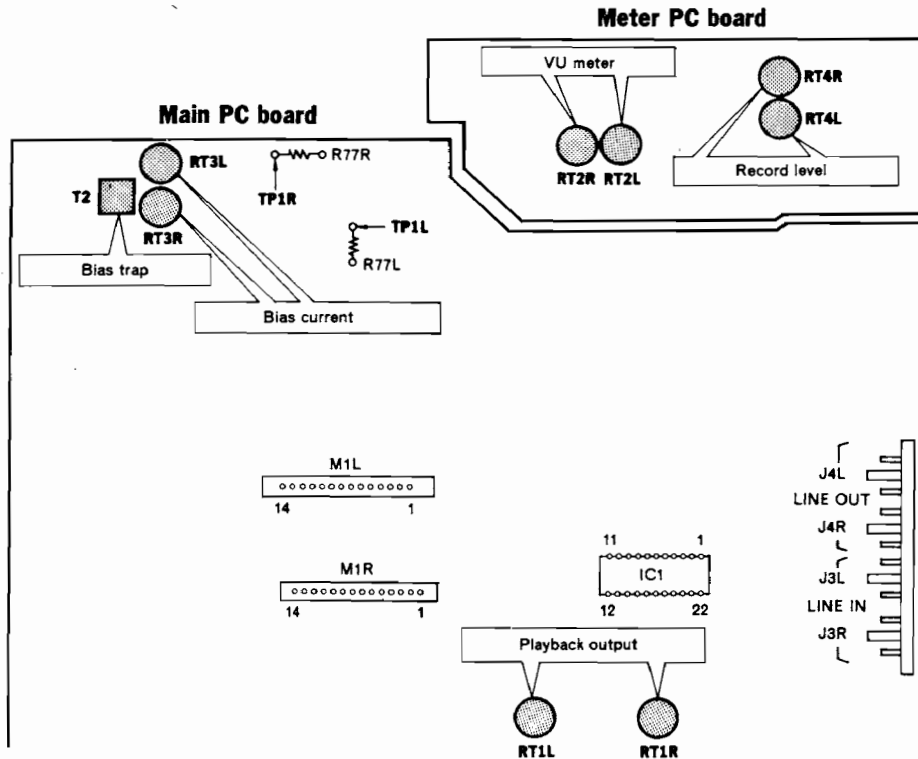 Meter PC board
VU meter
RT4R
RT4L
RT2R RT2L
Record level
Main PC board
RT3L
R77R
T2
TP1R
RT3R
TP1L
R77L
Bias trap
Bias current
M1L
14 1
M1R
14 1
11 1
IC1
12 22
J4L
LINE OUT
J4R
J3L
LINE IN
J3R
Playback output
RT1L RT1R